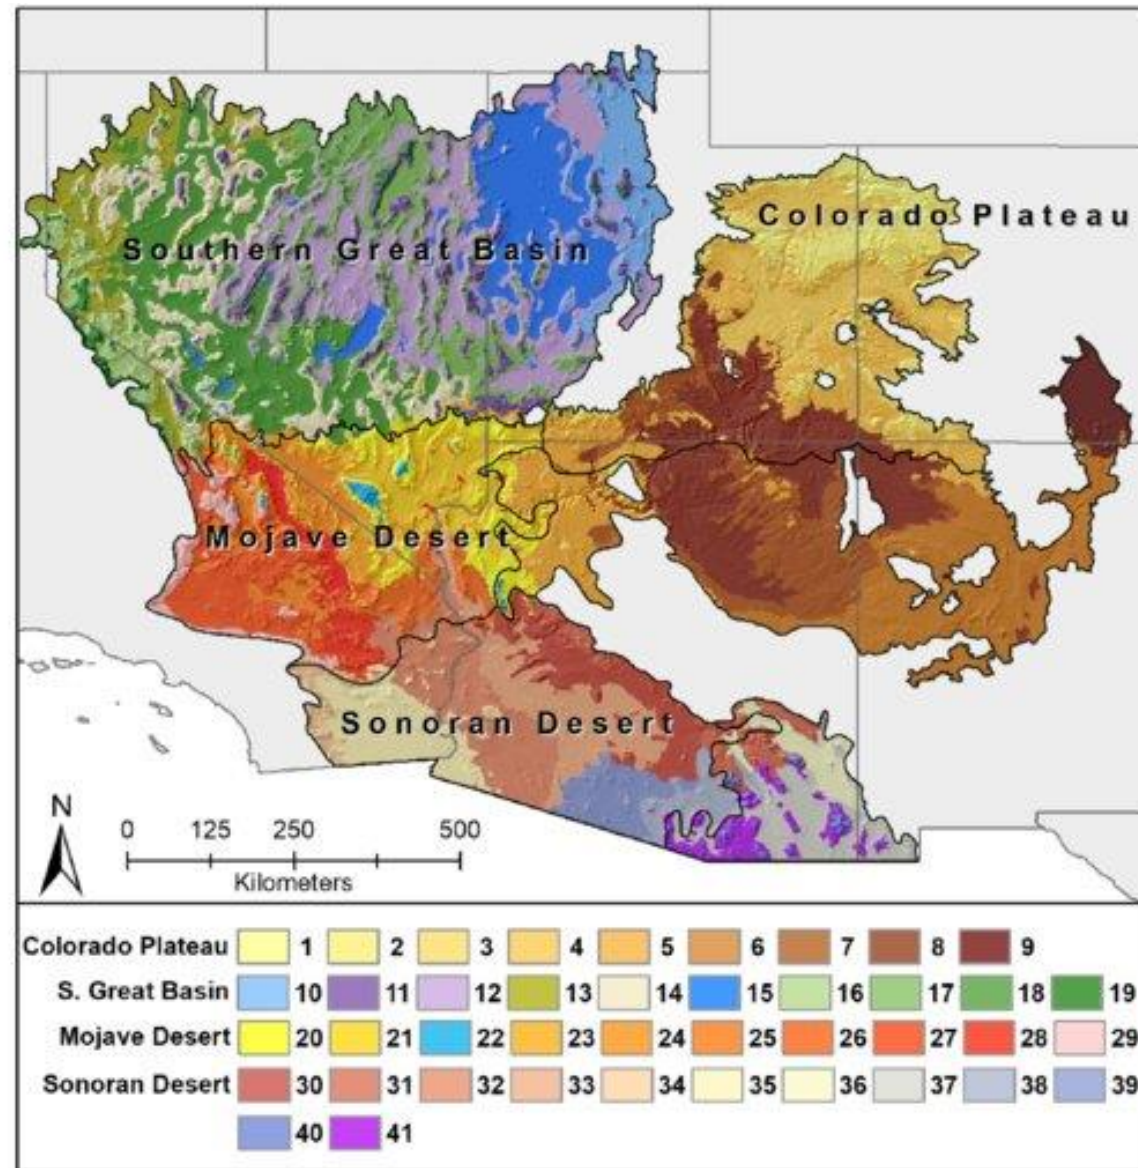 Colorado Plateau
Southern Great Basin
Mojave Desert
Sonoran Desert
N
0 125 250 500
Kilometers
Colorado Plateau 1 2 3 4 5 6 7 8 9
S. Great Basin 10 11 12 13 14 15 16 17 18 19
Mojave Desert 20 21 22 23 24 25 26 27 28 29
Sonoran Desert 30 31 32 33 34 35 36 37 38 39
40 41